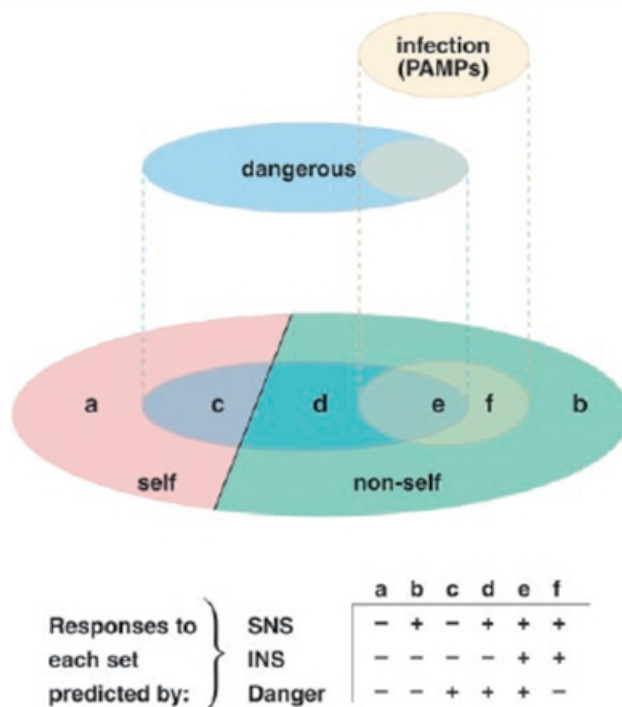 infection
(PAMPs)
dangerous
a c d e f b
self non-self
a b c d e f
Responses to SNS − + − + + +
each set INS − − − − + +
predicted by: Danger − − + + + −